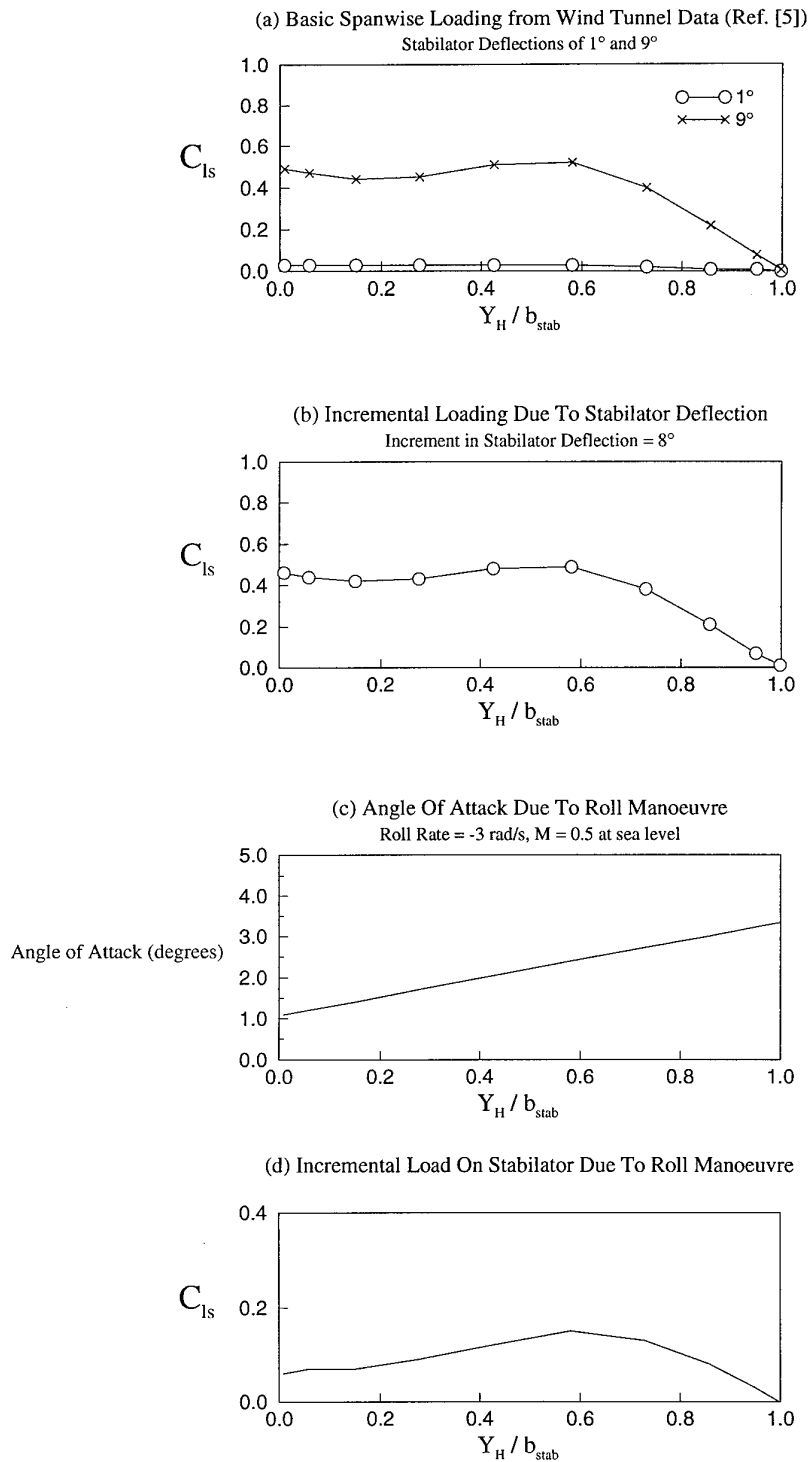 (a) Basic Spanwise Loading from Wind Tunnel Data (Ref. [5])
Stabilator Deflections of 1° and 9°
1.0
0.8
0.6
0.4
0.2
0.0
C_ls
1°
9°
0.0 0.2 0.4 0.6 0.8 1.0
Y_H / b_stab
(b) Incremental Loading Due To Stabilator Deflection
Increment in Stabilator Deflection = 8°
1.0
0.8
0.6
0.4
0.2
0.0
C_ls
0.0 0.2 0.4 0.6 0.8 1.0
Y_H / b_stab
(c) Angle Of Attack Due To Roll Manoeuvre
Roll Rate = -3 rad/s, M = 0.5 at sea level
5.0
4.0
3.0
2.0
1.0
0.0
Angle of Attack (degrees)
0.0 0.2 0.4 0.6 0.8 1.0
Y_H / b_stab
(d) Incremental Load On Stabilator Due To Roll Manoeuvre
0.4
0.2
0.0
C_ls
0.0 0.2 0.4 0.6 0.8 1.0
Y_H / b_stab